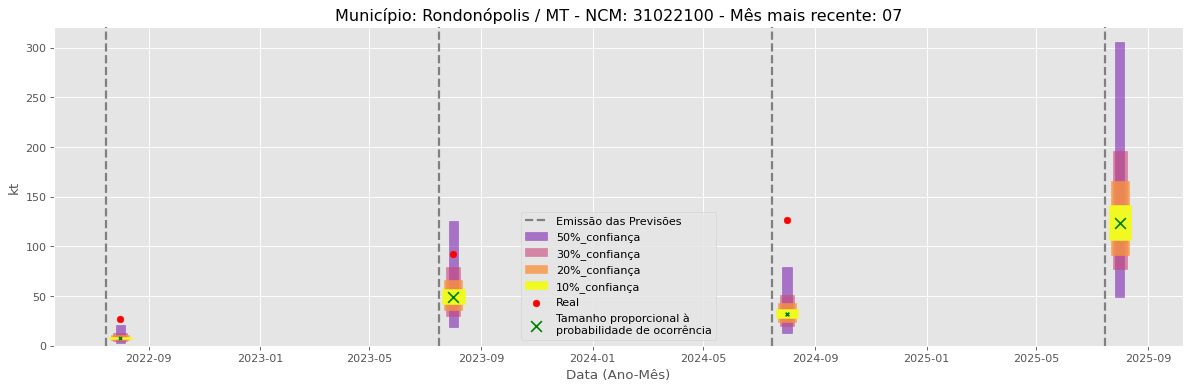 Município: Rondonópolis / MT - NCM: 31022100 - Mês mais recente: 07
300
250
200
150
100
50
0
kt
Emissão das Previsões
50%_confiança
30%_confiança
20%_confiança
10%_confiança
Real
Tamanho proporcional à
probabilidade de ocorrência
2022-09 2023-01 2023-05 2023-09 2024-01 2024-05 2024-09 2025-01 2025-05 2025-09
Data (Ano-Mês)